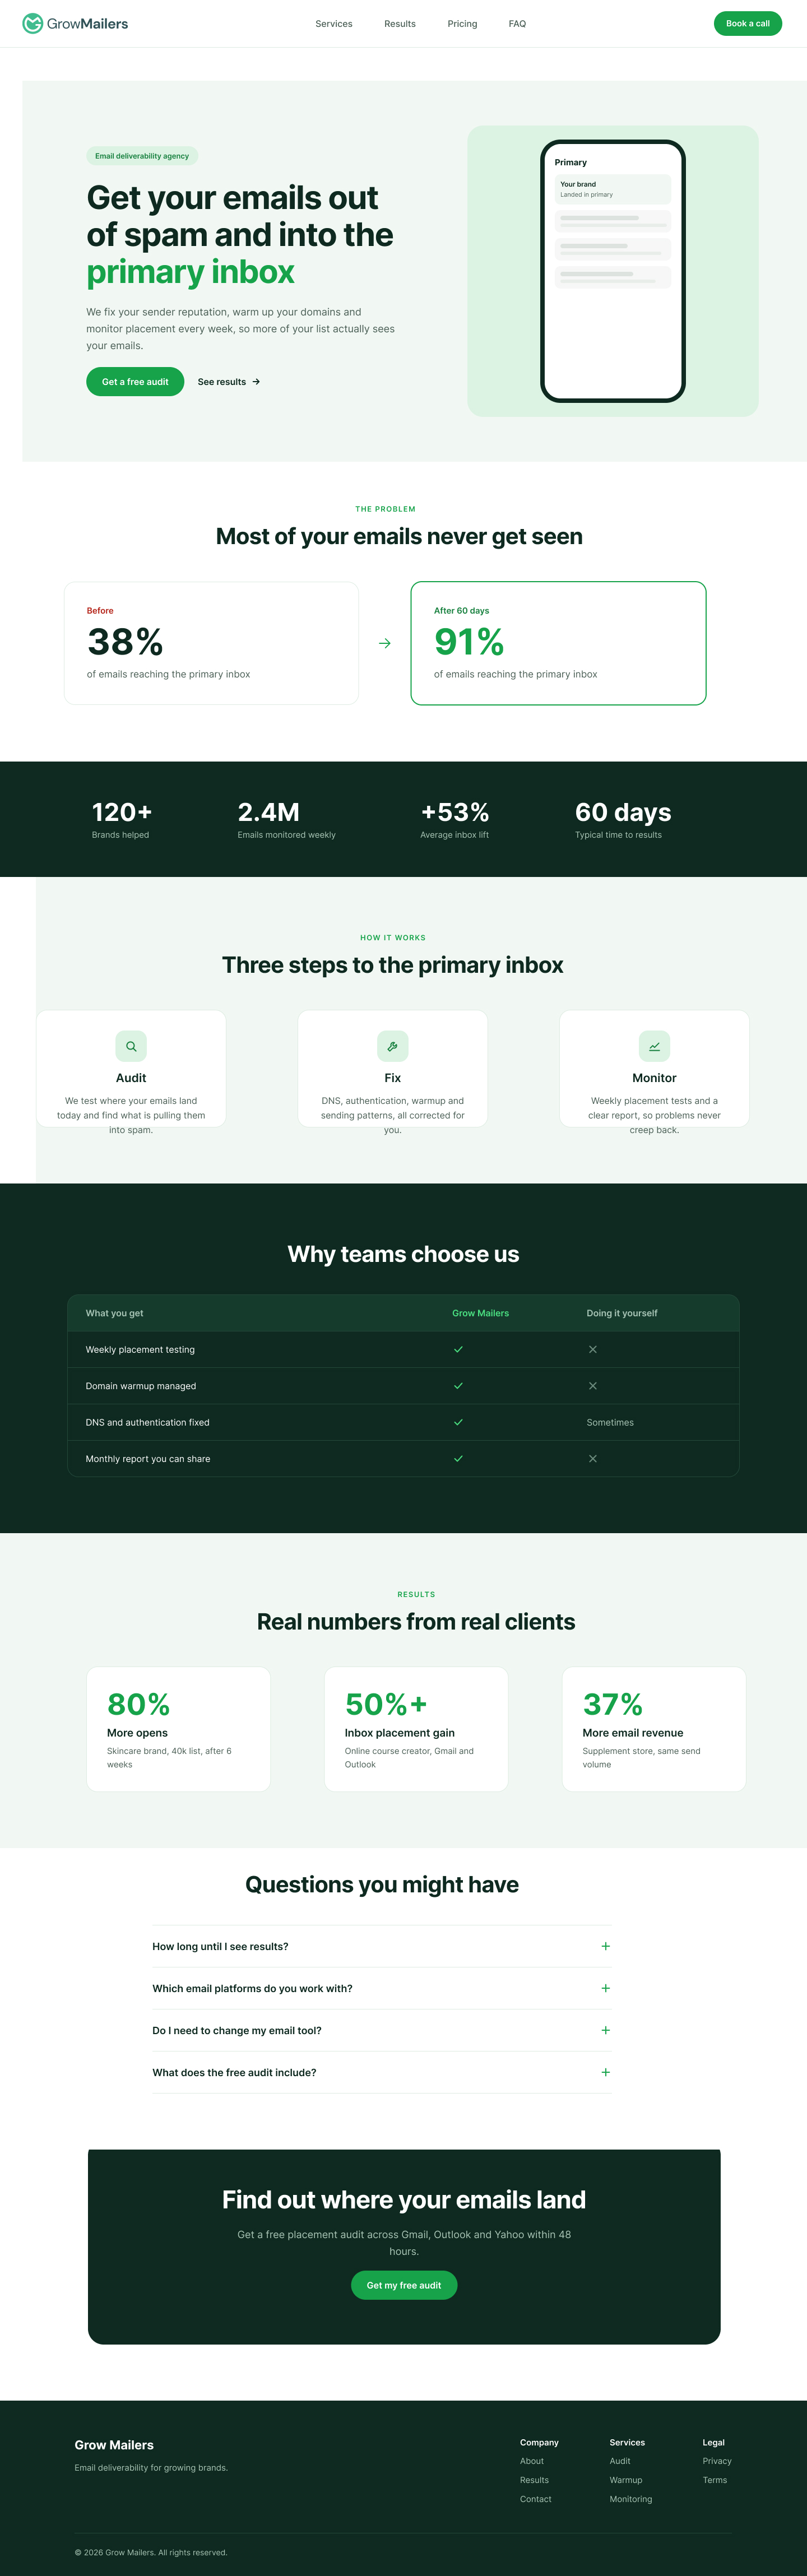 GrowMailers
Services
Results
Pricing
FAQ
Book a call
Email deliverability agency
Get your emails out
of spam and into the
primary inbox
We fix your sender reputation, warm up your domains and
monitor placement every week, so more of your list actually sees
your emails.
Get a free audit
See results →
Primary
Your brand
Landed in primary
THE PROBLEM
Most of your emails never get seen
Before
38%
of emails reaching the primary inbox
→
After 60 days
91%
of emails reaching the primary inbox
120+
Brands helped
2.4M
Emails monitored weekly
+53%
Average inbox lift
60 days
Typical time to results
HOW IT WORKS
Three steps to the primary inbox
Audit
We test where your emails land
today and find what is pulling them
into spam.
Fix
DNS, authentication, warmup and
sending patterns, all corrected for
you.
Monitor
Weekly placement tests and a
clear report, so problems never
creep back.
Why teams choose us
What you get
Grow Mailers
Doing it yourself
Weekly placement testing
Domain warmup managed
DNS and authentication fixed
Sometimes
Monthly report you can share
RESULTS
Real numbers from real clients
80%
More opens
Skincare brand, 40k list, after 6
weeks
50%+
Inbox placement gain
Online course creator, Gmail and
Outlook
37%
More email revenue
Supplement store, same send
volume
Questions you might have
How long until I see results?
Which email platforms do you work with?
Do I need to change my email tool?
What does the free audit include?
Find out where your emails land
Get a free placement audit across Gmail, Outlook and Yahoo within 48
hours.
Get my free audit
Grow Mailers
Email deliverability for growing brands.
Company
About
Results
Contact
Services
Audit
Warmup
Monitoring
Legal
Privacy
Terms
© 2026 Grow Mailers. All rights reserved.